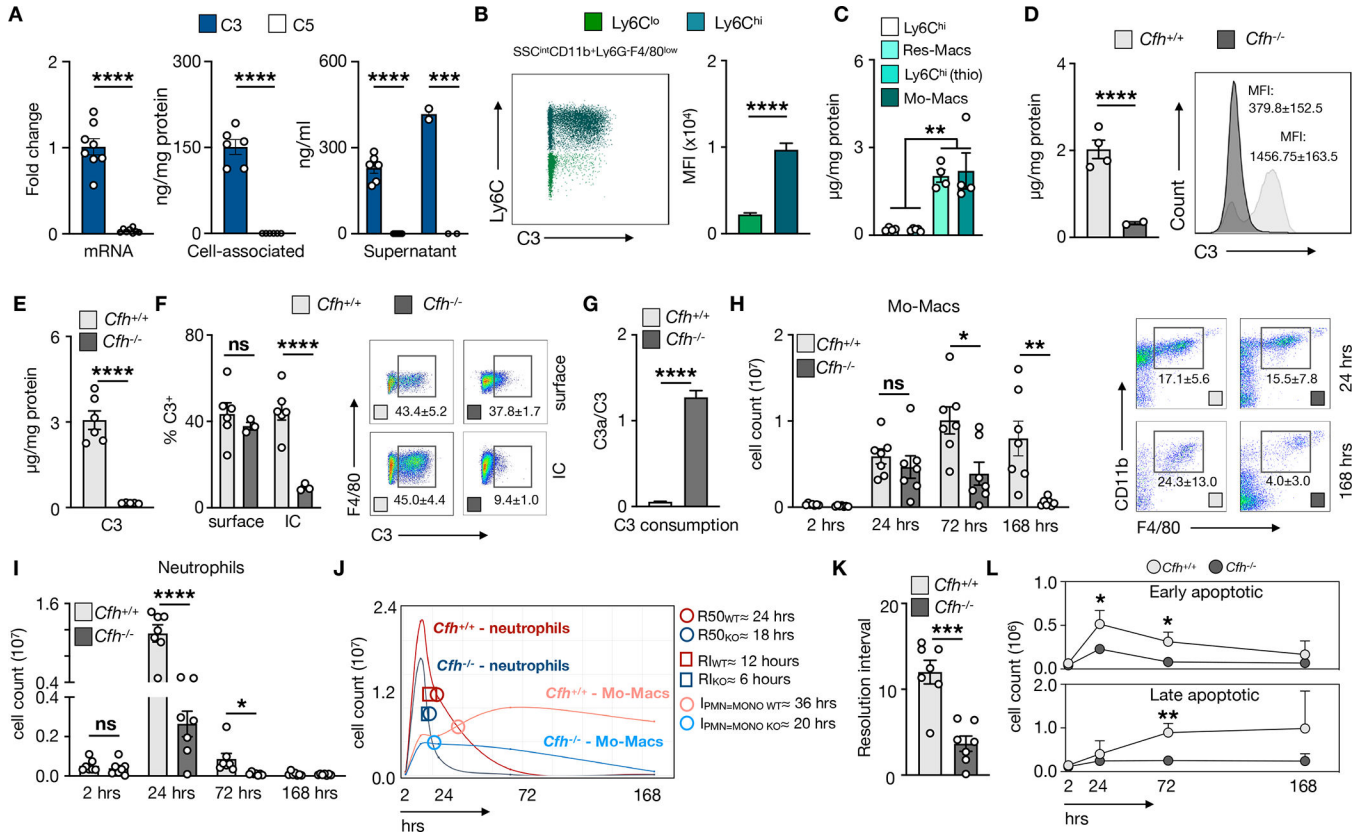 A
C3 C5
Fold change
0
1
2
****
mRNA
ng/mg protein
0
150
300
****
Cell-associated
ng/ml
0
300
600
**** ***
Supernatant
B
Ly6Clo Ly6Chi
SSCintCD11b+Ly6G-F4/80low
Ly6C
C3
MFI (x10⁴)
0
1
2
****
C
Ly6Chi
Res-Macs
Ly6Chi (thio)
Mo-Macs
µg/mg protein
0
2
4
6
**
D
Cfh+/+ Cfh-/-
µg/mg protein
0
2
4
****
Count
MFI:
379.8±152.5
MFI:
1456.75±163.5
C3
E
Cfh+/+
Cfh-/-
µg/mg protein
0
2
4
6
****
C3
F
Cfh+/+ Cfh-/-
% C3+
0
40
80
ns ****
surface IC
F4/80
43.4±5.2 37.8±1.7
surface
45.0±4.4 9.4±1.0
IC
C3
G
Cfh+/+
Cfh-/-
C3a/C3
0
1
2
****
C3 consumption
H
Mo-Macs
Cfh+/+
Cfh-/-
cell count (10⁷)
0
1
2
ns * **
2 hrs 24 hrs 72 hrs 168 hrs
CD11b
17.1±5.6 15.5±7.8
24 hrs
24.3±13.0 4.0±3.0
168 hrs
F4/80
I
Neutrophils
Cfh+/+
Cfh-/-
cell count (10⁷)
0.0
0.2
0.4
0.4
1.0
1.6
ns **** *
2 hrs 24 hrs 72 hrs 168 hrs
J
cell count (10⁷)
0.0
1.2
2.4
Cfh+/+ - neutrophils
Cfh-/- - neutrophils
Cfh+/+ - Mo-Macs
Cfh-/- - Mo-Macs
2 24 72 168
hrs
R50WT≈ 24 hrs
R50KO≈ 18 hrs
RIWT≈ 12 hours
RIKO≈ 6 hours
IPMN=MONO WT≈ 36 hrs
IPMN=MONO KO≈ 20 hrs
K
Cfh+/+
Cfh-/-
Resolution interval
0
10
20
***
L
Cfh+/+ Cfh-/-
cell count (10⁶)
Early apoptotic
0.0
0.5
1.0
* *
Late apoptotic
0.0
1.0
2.0
**
2 24 72 168
hrs